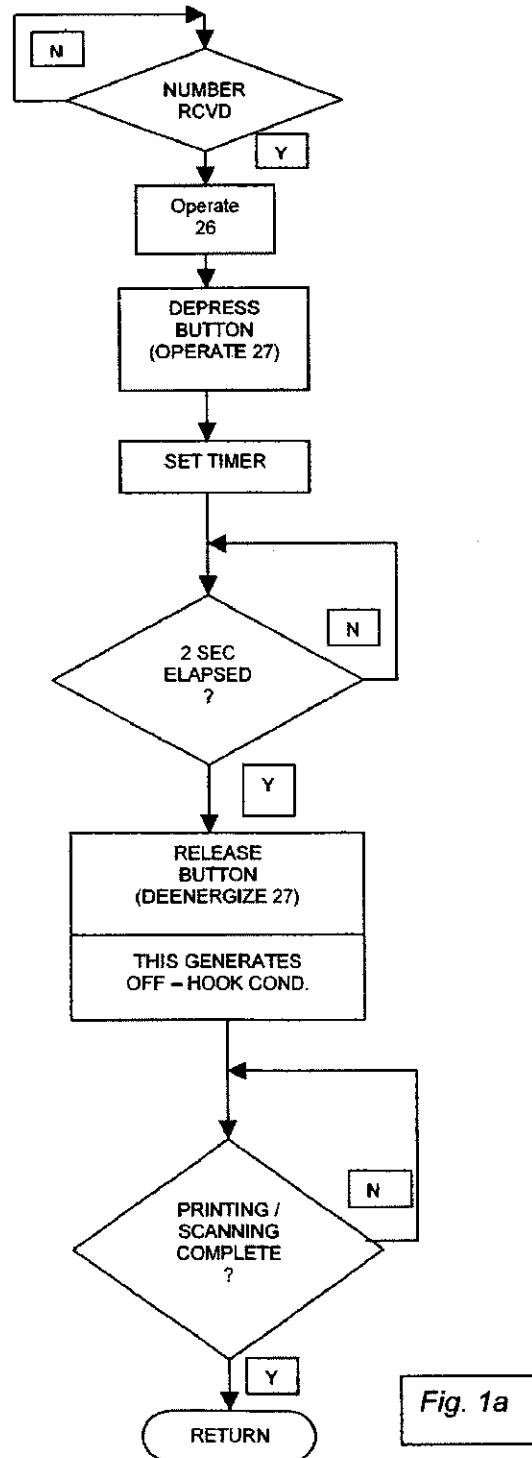 N
NUMBER
RCVD
Y
Operate
26
DEPRESS
BUTTON
(OPERATE 27)
SET TIMER
N
2 SEC
ELAPSED
?
Y
RELEASE
BUTTON
(DEENERGIZE 27)
THIS GENERATES
OFF – HOOK COND.
N
PRINTING /
SCANNING
COMPLETE
?
Y
RETURN
Fig. 1a